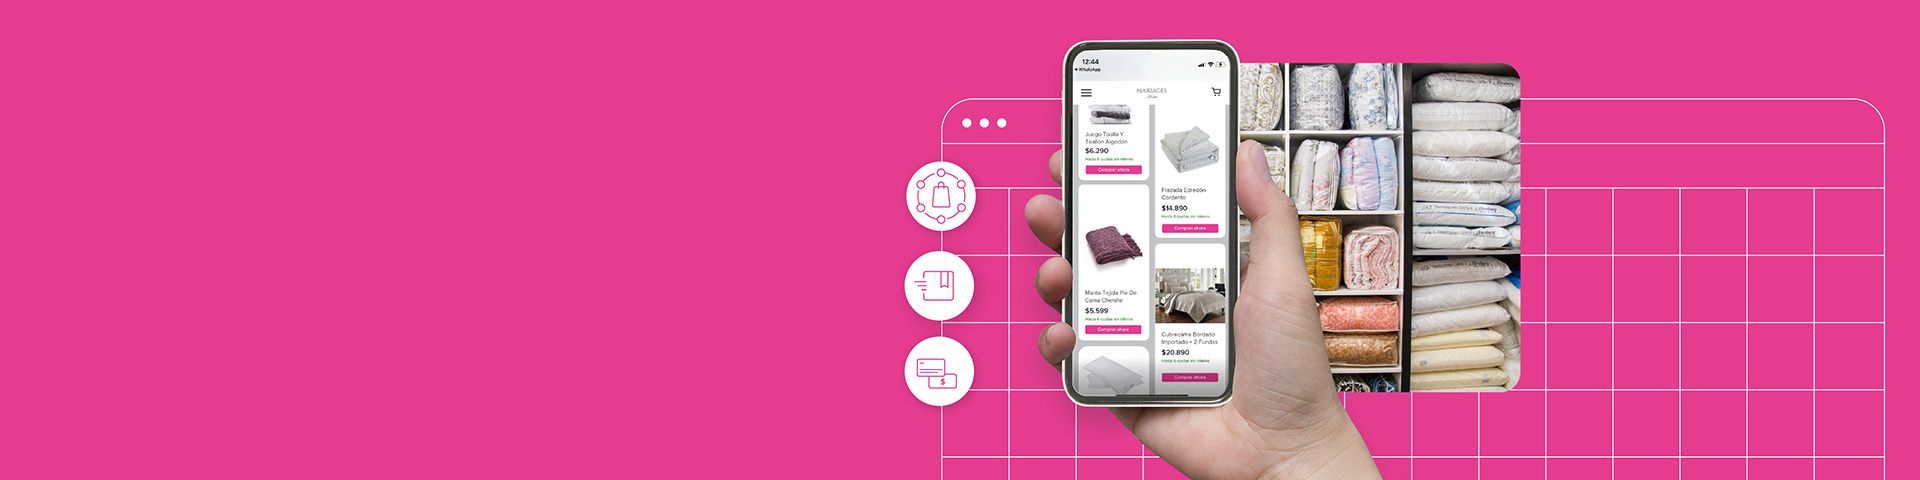 12:44
WhatsApp
MARIAGES
Home
Juego Toalla Y
Toallon Algodón
$6.290
Hasta 6 cuotas sin interes
Comprar ahora
Manta Tejida Pie De
Cama Chenille
$5.599
Hasta 6 cuotas sin interes
Comprar ahora
Frazada Edredón
Corderito
$14.890
Hasta 6 cuotas sin interes
Comprar ahora
Cubrecama Bordado
Importado + 2 Fundas
$20.890
Hasta 6 cuotas sin interes
Comprar ahora
$